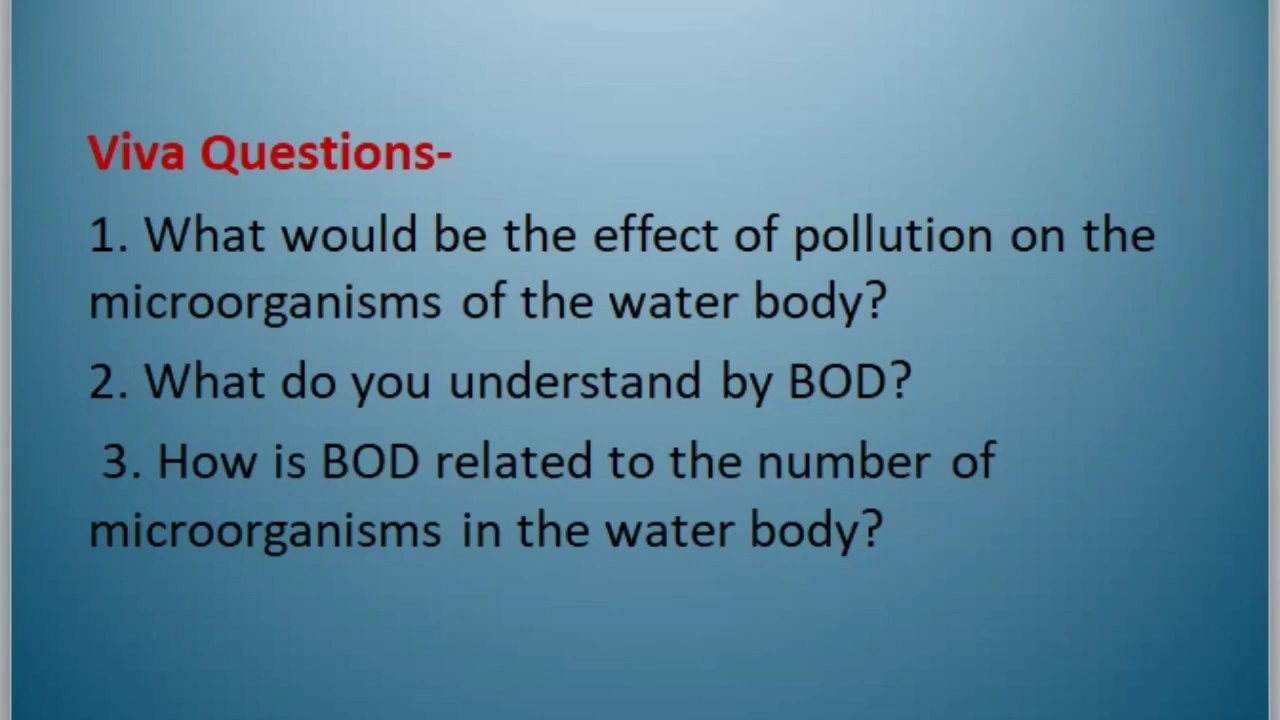 Viva Questions-
1. What would be the effect of pollution on the
microorganisms of the water body?
2. What do you understand by BOD?
3. How is BOD related to the number of
microorganisms in the water body?